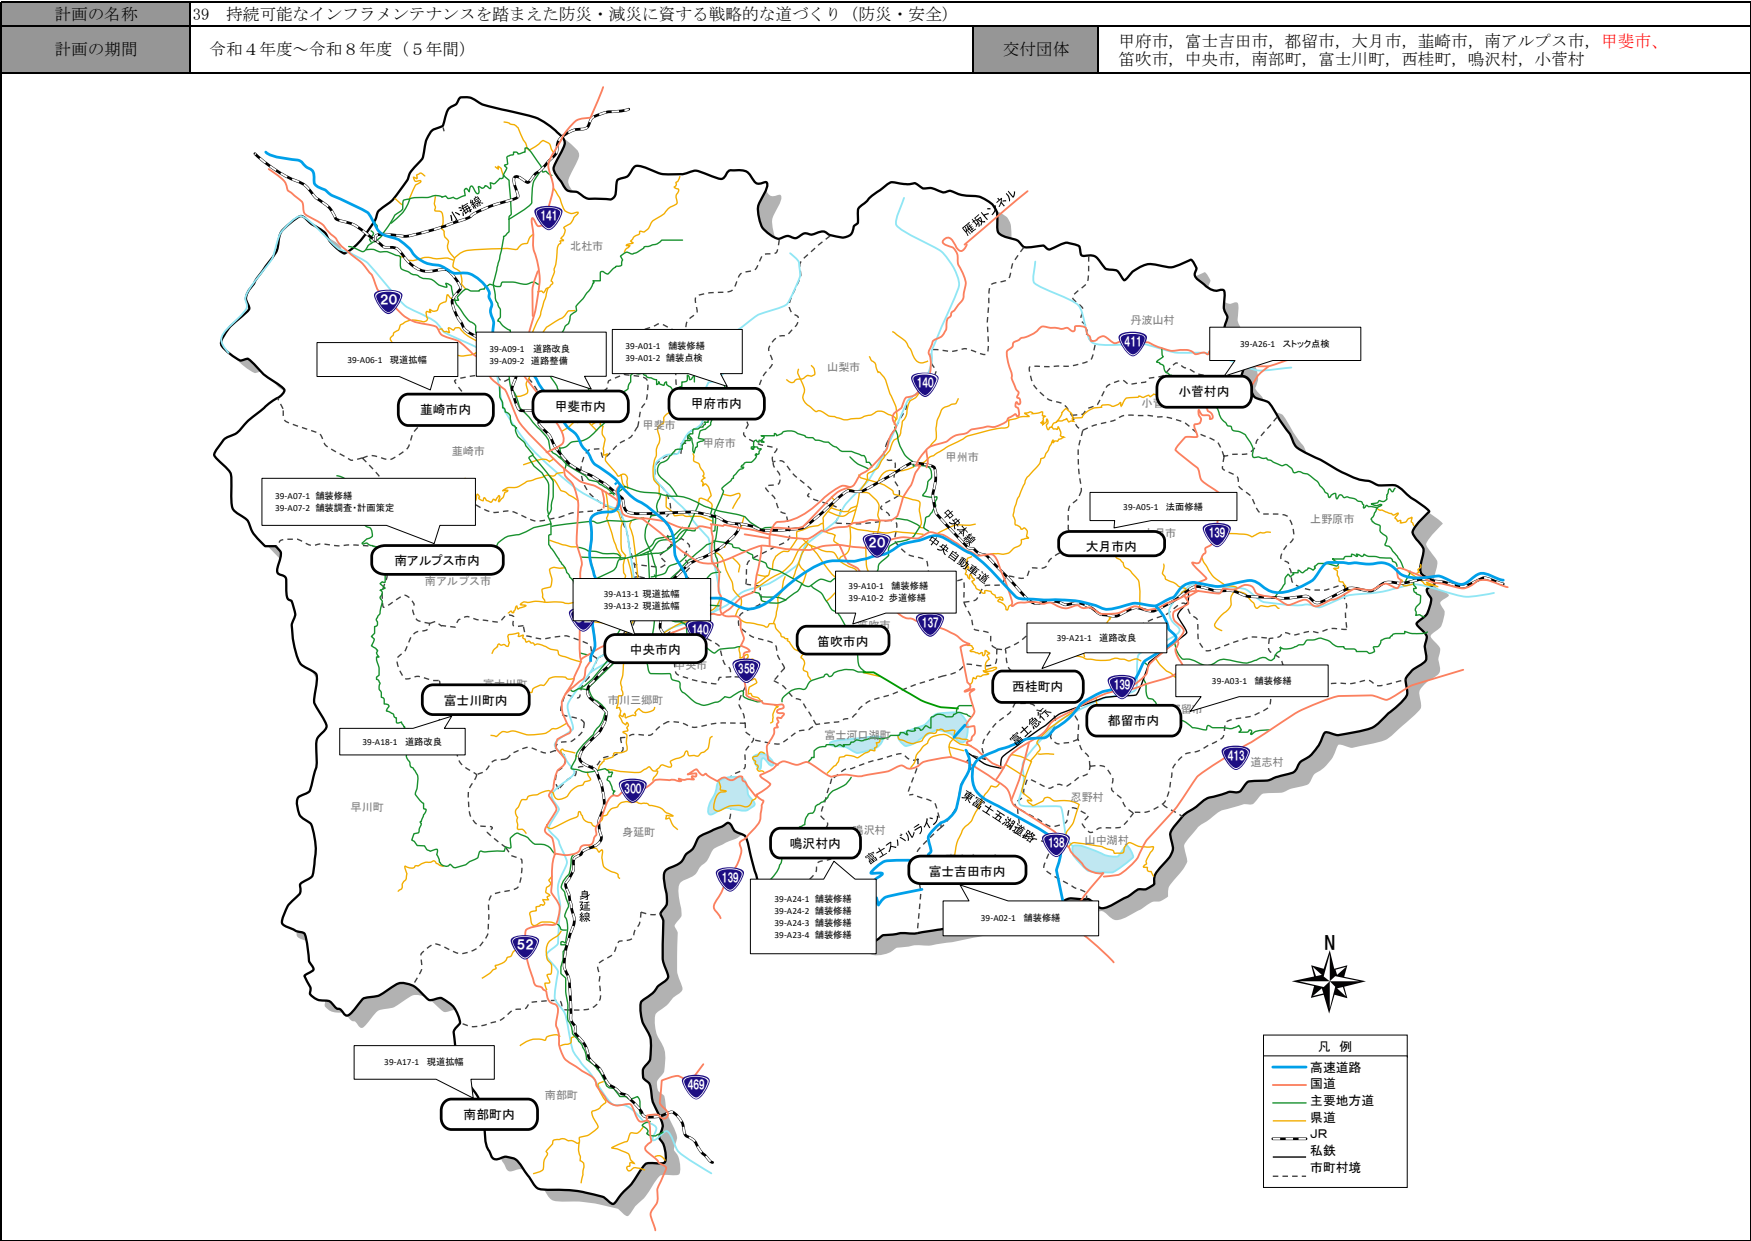 計画の名称
39　持続可能なインフラメンテナンスを踏まえた防災・減災に資する戦略的な道づくり（防災・安全）
計画の期間
令和４年度～令和８年度（５年間）
交付団体
甲府市，富士吉田市，都留市，大月市，韮崎市，南アルプス市，甲斐市、
笛吹市，中央市，南部町，富士川町，西桂町，鳴沢村，小菅村
小海線
141
北杜市
雁坂トンネル
20
丹波山村
411
39-A26-1 ストック点検
39-A06-1 現道拡幅
39-A09-1 道路改良
39-A09-2 道路整備
39-A01-1 舗装修繕
39-A01-2 舗装点検
山梨市
140
小菅村内
韮崎市内
甲斐市内
甲府市内
甲斐市
甲府市
韮崎市
甲州市
39-A07-1 舗装修繕
39-A07-2 舗装調査・計画策定
39-A05-1 法面修繕
上野原市
中央本線
中央自動車道
139
大月市内
20
南アルプス市内
南アルプス市
39-A13-1 現道拡幅
39-A13-2 現道拡幅
39-A10-1 舗装修繕
39-A10-2 歩道修繕
140
137
39-A21-1 道路改良
笛吹市内
中央市内
中央市
358
39-A03-1 舗装修繕
西桂町内
139
富士川町内
市川三郷町
都留市内
富士急行
富士河口湖町
39-A18-1 道路改良
413
道志村
300
早川町
忍野村
東富士五湖道路
身延町
鳴沢村内
富士スバルライン
138
山中湖村
139
富士吉田市内
39-A24-1 舗装修繕
39-A24-2 舗装修繕
39-A24-3 舗装修繕
39-A23-4 舗装修繕
39-A02-1 舗装修繕
身延線
52
N
39-A17-1 現道拡幅
469
南部町
南部町内
凡 例
高速道路
国道
主要地方道
県道
JR
私鉄
市町村境